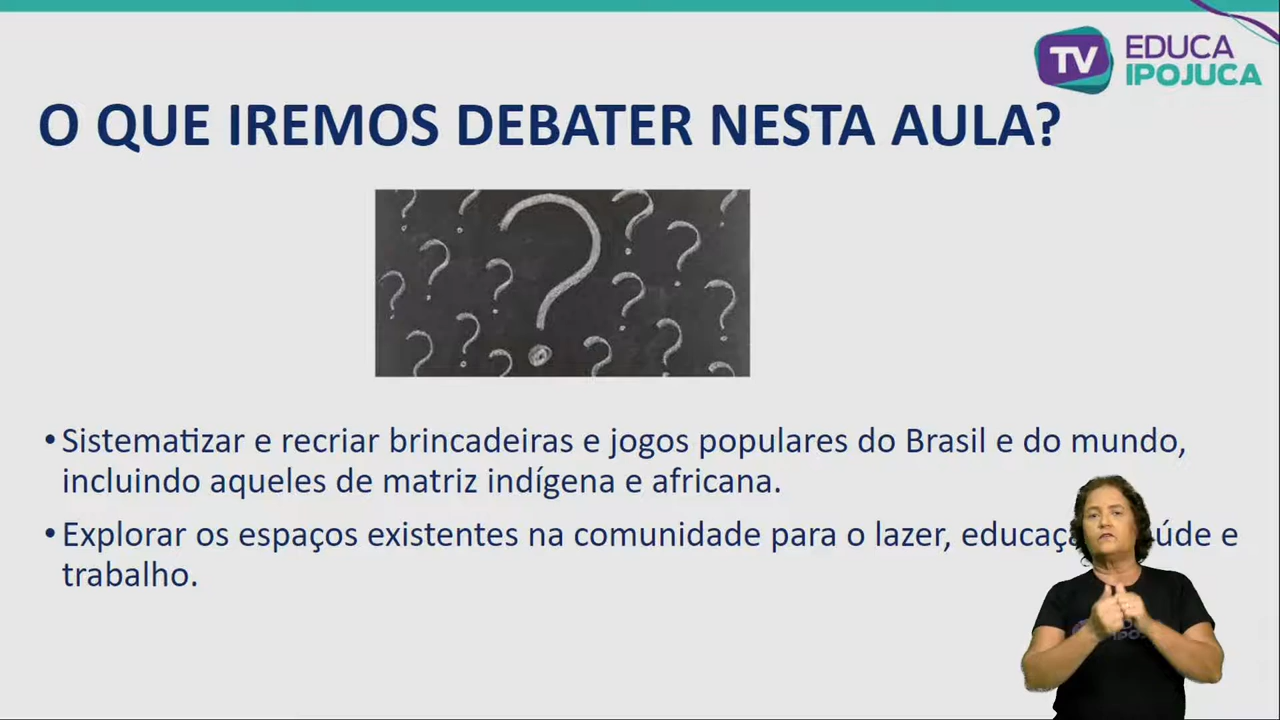 TV EDUCA
IPOJUCA
O QUE IREMOS DEBATER NESTA AULA?
• Sistematizar e recriar brincadeiras e jogos populares do Brasil e do mundo,
incluindo aqueles de matriz indígena e africana.
• Explorar os espaços existentes na comunidade para o lazer, e
trabalho.